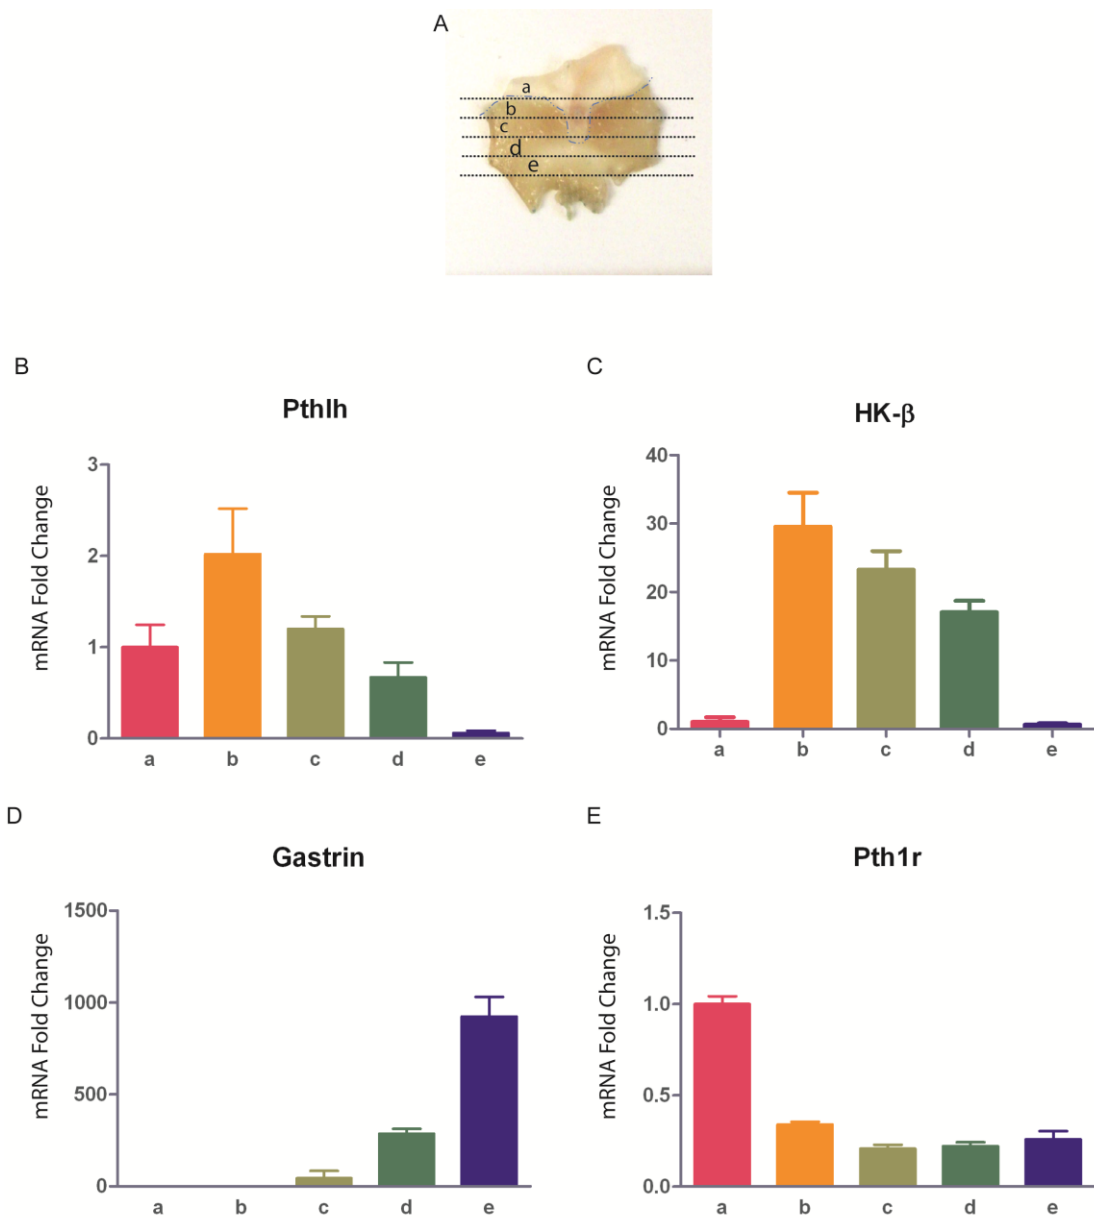 A
a
b
c
d
e
B
Pthlh
mRNA Fold Change
3
2
1
0
a b c d e
C
HK-β
mRNA Fold Change
40
30
20
10
0
a b c d e
D
Gastrin
mRNA Fold Change
1500
1000
500
0
a b c d e
E
Pth1r
mRNA Fold Change
1.5
1.0
0.5
0.0
a b c d e